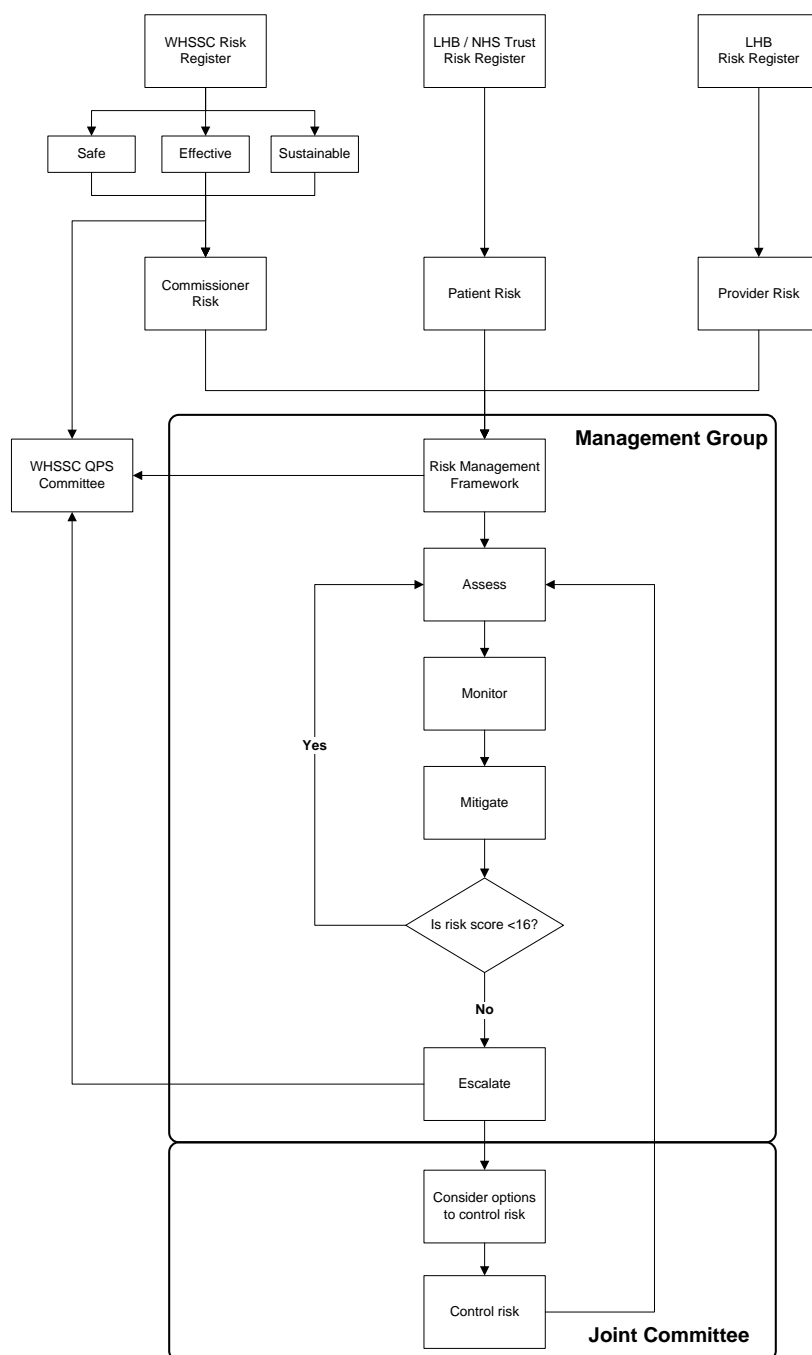 WHSSC Risk
Register
LHB / NHS Trust
Risk Register
LHB
Risk Register
Safe
Effective
Sustainable
Commissioner
Risk
Patient Risk
Provider Risk
Management Group
WHSSC QPS
Committee
Risk Management
Framework
Assess
Monitor
Yes
Mitigate
Is risk score <16?
No
Escalate
Consider options
to control risk
Control risk
Joint Committee